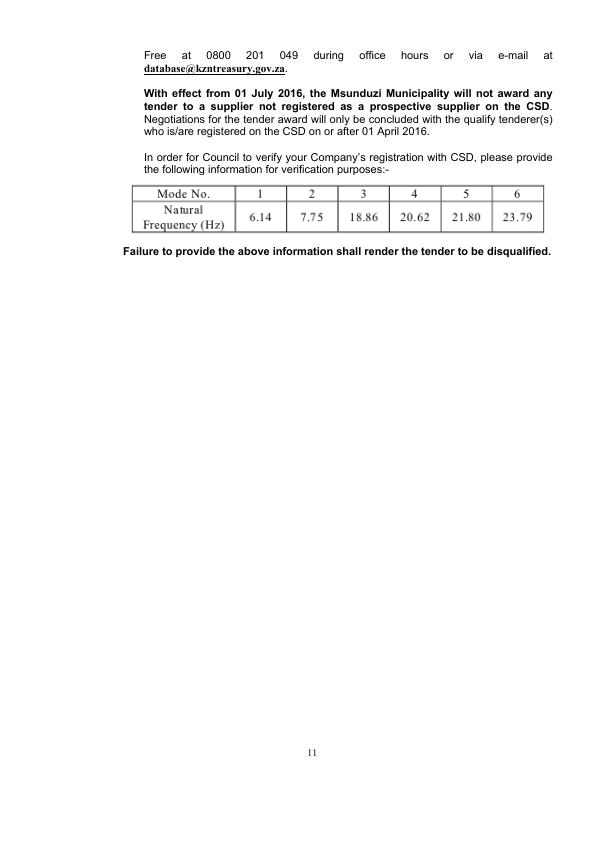 Free at 0800 201 049 during office hours or via e-mail at
database@kzntreasury.gov.za.
With effect from 01 July 2016, the Msunduzi Municipality will not award any
tender to a supplier not registered as a prospective supplier on the CSD.
Negotiations for the tender award will only be concluded with the qualify tenderer(s)
who is/are registered on the CSD on or after 01 April 2016.
In order for Council to verify your Company's registration with CSD, please provide
the following information for verification purposes:-
Mode No. 1 2 3 4 5 6
Natural
Frequency (Hz) 6.14 7.75 18.86 20.62 21.80 23.79
Failure to provide the above information shall render the tender to be disqualified.
11